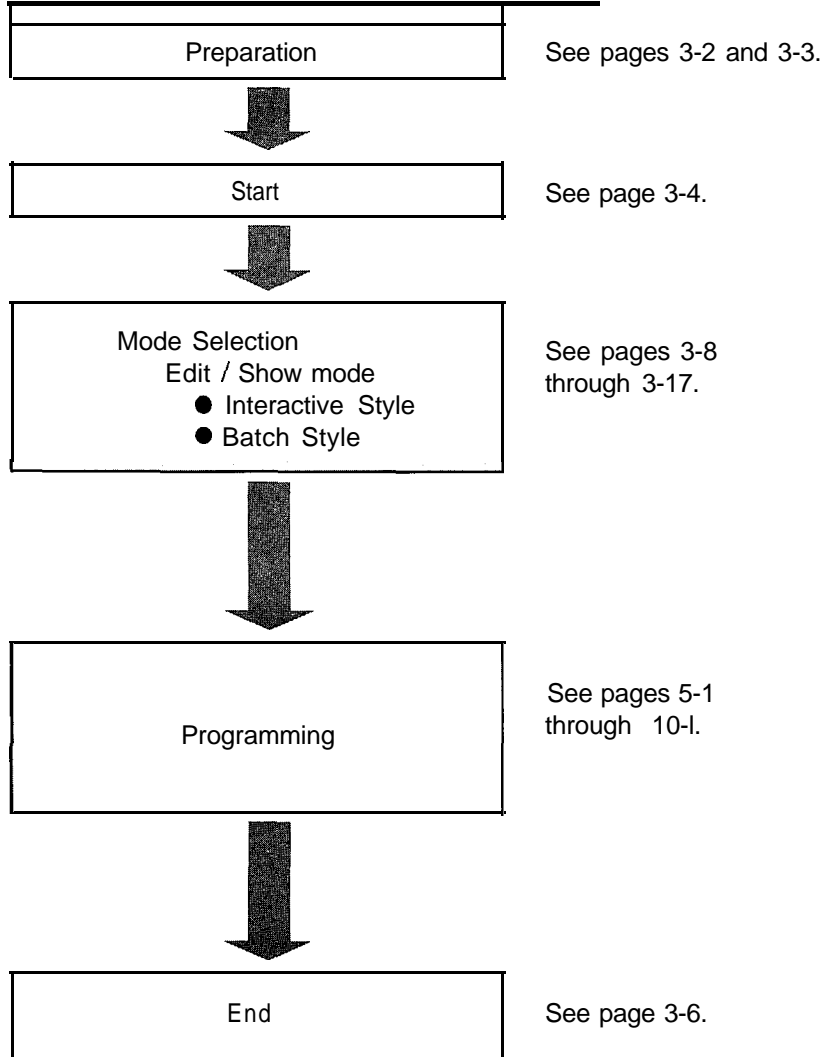 Preparation
See pages 3-2 and 3-3.
Start
See page 3-4.
Mode Selection
Edit / Show mode
● Interactive Style
● Batch Style
See pages 3-8
through 3-17.
Programming
See pages 5-1
through 10-l.
End
See page 3-6.